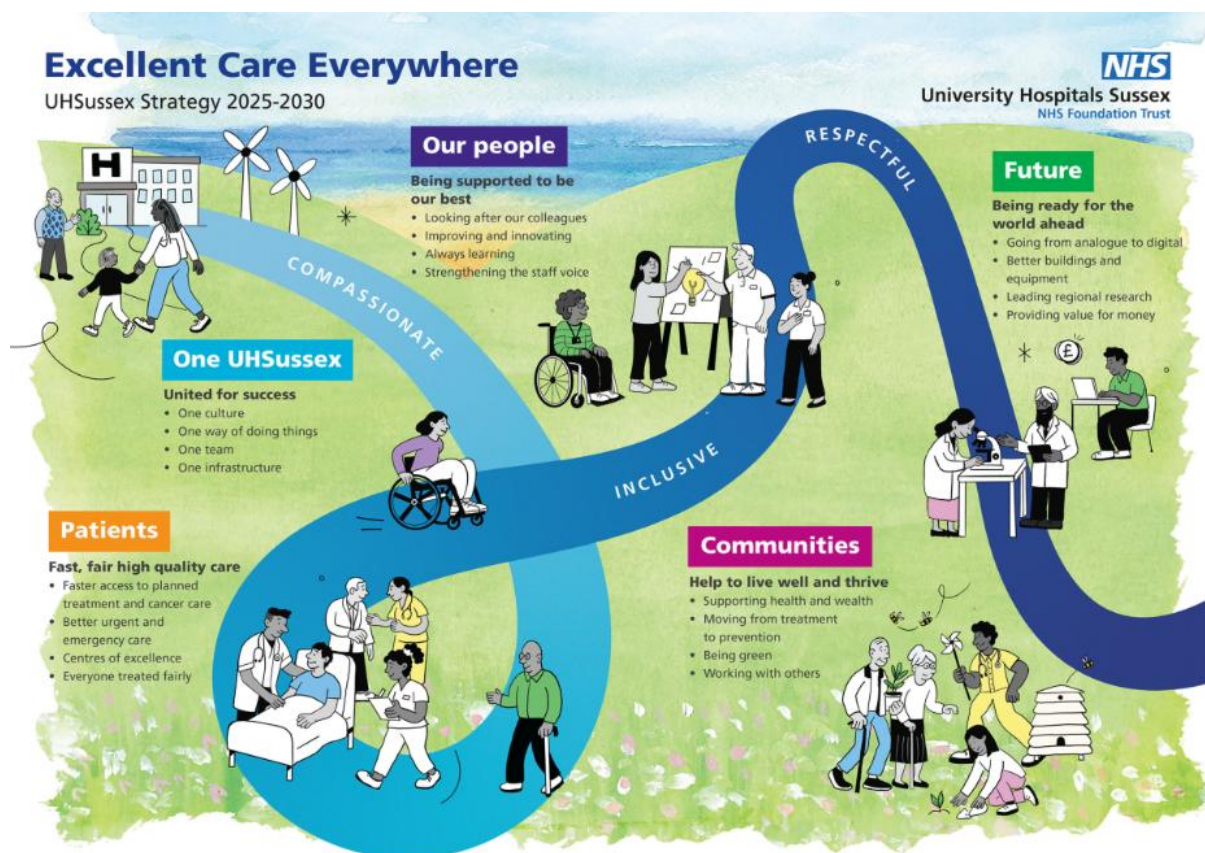 Excellent Care Everywhere
UHSussex Strategy 2025-2030
NHS
University Hospitals Sussex
NHS Foundation Trust
H
COMPASSIONATE
INCLUSIVE
RESPECTFUL
Our people
Being supported to be
our best
• Looking after our colleagues
• Improving and innovating
• Always learning
• Strengthening the staff voice
Future
Being ready for the
world ahead
• Going from analogue to digital
• Better buildings and
equipment
• Leading regional research
• Providing value for money
£
One UHSussex
United for success
• One culture
• One way of doing things
• One team
• One infrastructure
Patients
Fast, fair high quality care
• Faster access to planned
treatment and cancer care
• Better urgent and
emergency care
• Centres of excellence
• Everyone treated fairly
Communities
Help to live well and thrive
• Supporting health and wealth
• Moving from treatment
to prevention
• Being green
• Working with others